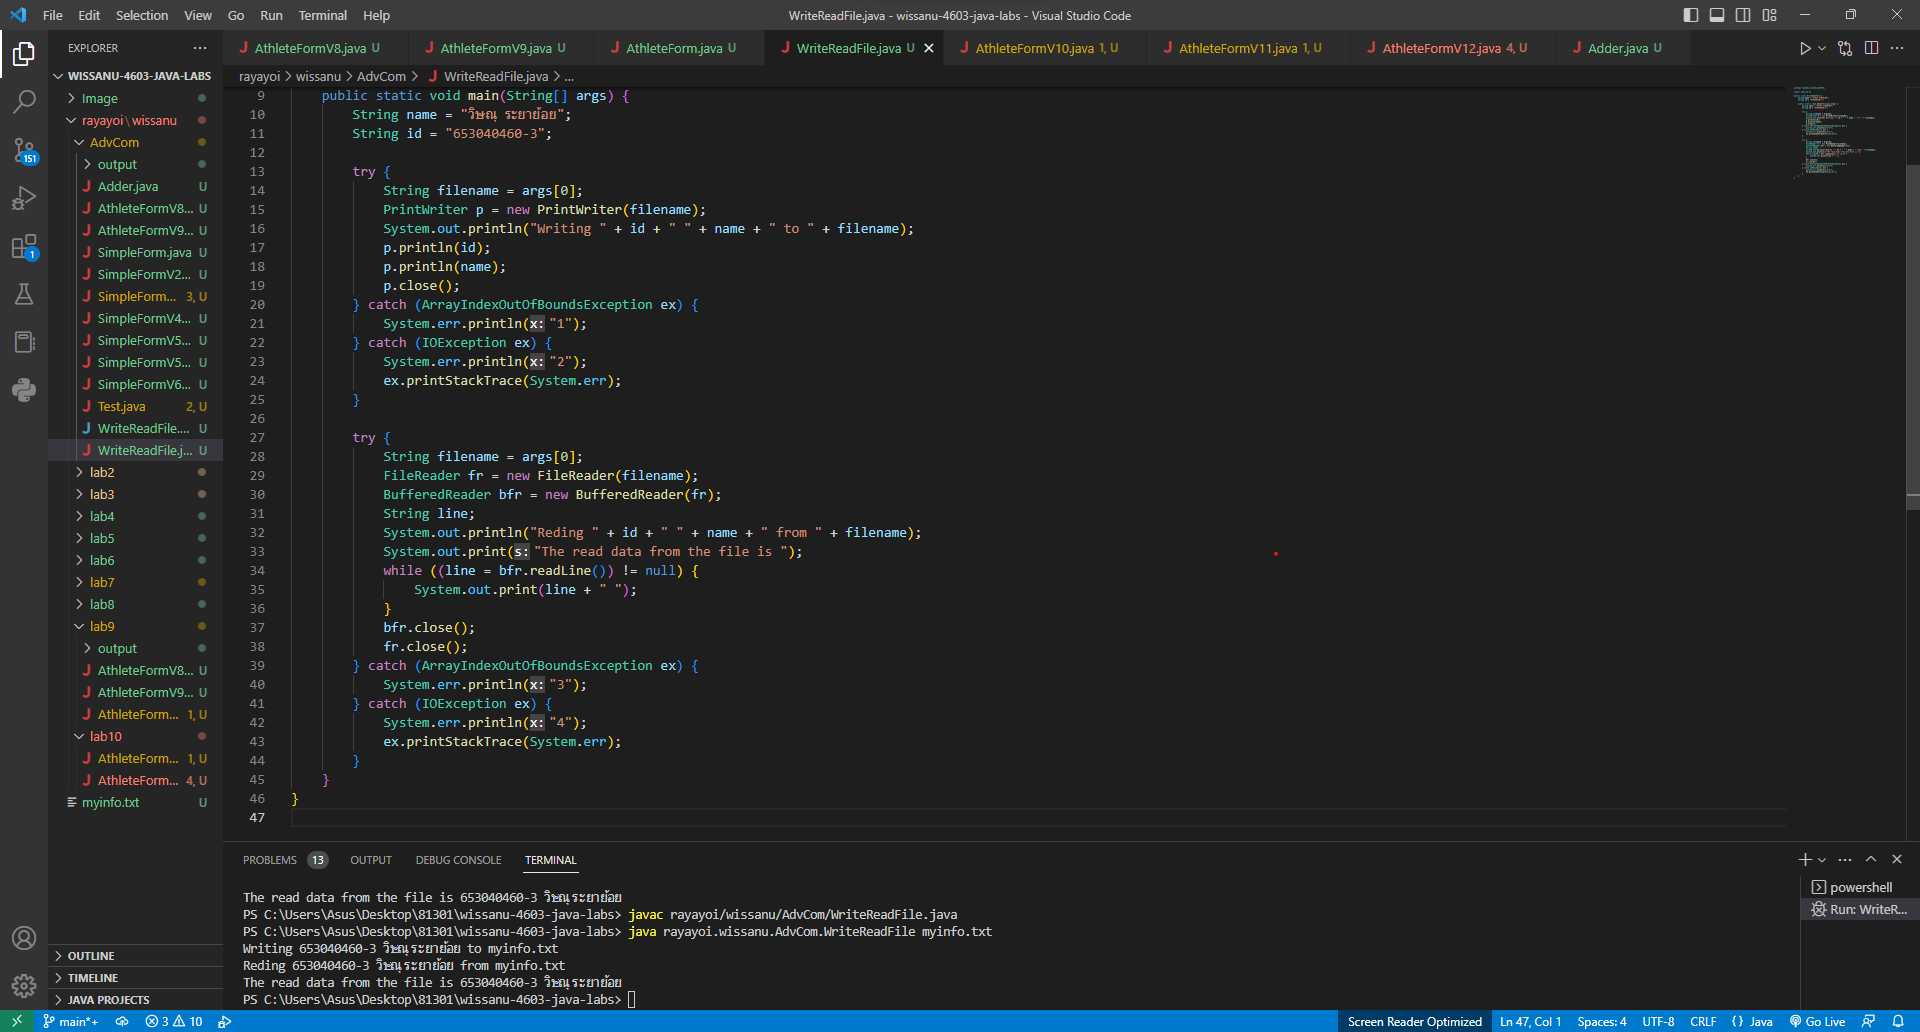 File Edit Selection View Go Run Terminal Help
WriteReadFile.java - wissanu-4603-java-labs - Visual Studio Code
EXPLORER
AthleteFormV8.java U
AthleteFormV9.java U
AthleteForm.java U
WriteReadFile.java U
AthleteFormV10.java 1, U
AthleteFormV11.java 1, U
AthleteFormV12.java 4, U
Adder.java U
rayayoi > wissanu > AdvCom > WriteReadFile.java > ...
WISSANU-4603-JAVA-LABS
Image
rayayoi\wissanu
AdvCom
output
Adder.java U
AthleteFormV8... U
AthleteFormV9... U
SimpleForm.java U
SimpleFormV2... U
SimpleForm... 3, U
SimpleFormV4... U
SimpleFormV5... U
SimpleFormV5... U
SimpleFormV6... U
Test.java 2, U
WriteReadFile.... U
WriteReadFile.j... U
lab2
lab3
lab4
lab5
lab6
lab7
lab8
lab9
output
AthleteFormV8... U
AthleteFormV9... U
AthleteForm... 1, U
lab10
AthleteForm... 1, U
AthleteForm... 4, U
myinfo.txt U
OUTLINE
TIMELINE
JAVA PROJECTS
151
1
9 public static void main(String[] args) {
10 String name = "วิษณุ ระยาย้อย";
11 String id = "653040460-3";
12
13 try {
14 String filename = args[0];
15 PrintWriter p = new PrintWriter(filename);
16 System.out.println("Writing " + id + " " + name + " to " + filename);
17 p.println(id);
18 p.println(name);
19 p.close();
20 } catch (ArrayIndexOutOfBoundsException ex) {
21 System.err.println(x: "1");
22 } catch (IOException ex) {
23 System.err.println(x: "2");
24 ex.printStackTrace(System.err);
25 }
26
27 try {
28 String filename = args[0];
29 FileReader fr = new FileReader(filename);
30 BufferedReader bfr = new BufferedReader(fr);
31 String line;
32 System.out.println("Reding " + id + " " + name + " from " + filename);
33 System.out.print(s: "The read data from the file is ");
34 while ((line = bfr.readLine()) != null) {
35 System.out.print(line + " ");
36 }
37 bfr.close();
38 fr.close();
39 } catch (ArrayIndexOutOfBoundsException ex) {
40 System.err.println(x: "3");
41 } catch (IOException ex) {
42 System.err.println(x: "4");
43 ex.printStackTrace(System.err);
44 }
45 }
46 }
47
PROBLEMS 13 OUTPUT DEBUG CONSOLE TERMINAL
The read data from the file is 653040460-3 วิษณุ ระยาย้อย
PS C:\Users\Asus\Desktop\81301\wissanu-4603-java-labs> javac rayayoi/wissanu/AdvCom/WriteReadFile.java
PS C:\Users\Asus\Desktop\81301\wissanu-4603-java-labs> java rayayoi.wissanu.AdvCom.WriteReadFile myinfo.txt
Writing 653040460-3 วิษณุ ระยาย้อย to myinfo.txt
Reding 653040460-3 วิษณุ ระยาย้อย from myinfo.txt
The read data from the file is 653040460-3 วิษณุ ระยาย้อย
PS C:\Users\Asus\Desktop\81301\wissanu-4603-java-labs>
powershell
Run: WriteR...
main*+ 3 10
Screen Reader Optimized Ln 47, Col 1 Spaces: 4 UTF-8 CRLF {} Java Go Live